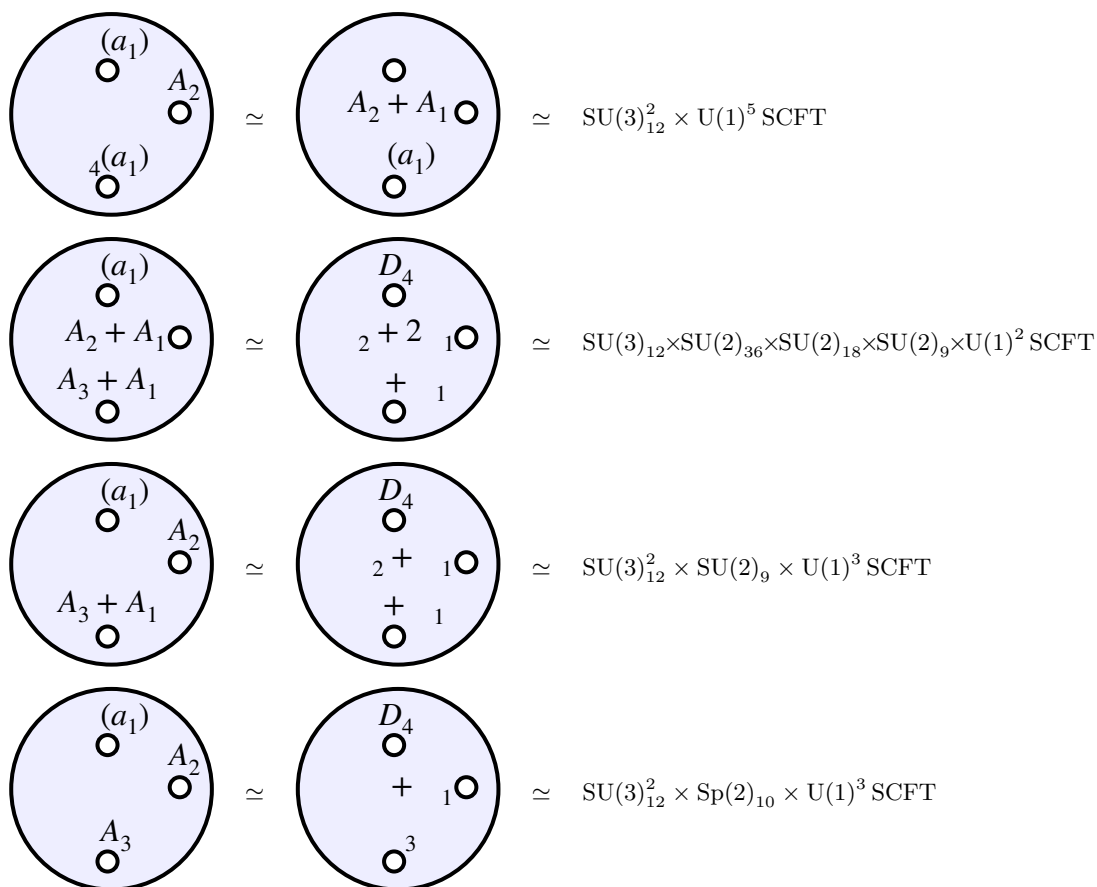 (a₁) A₂ ₄(a₁) ≃ A₂ + A₁ (a₁) ≃ SU(3)²₁₂ × U(1)⁵ SCFT
(a₁) A₂ + A₁ A₃ + A₁ ≃ D₄ ₂ + 2 ₁ + ₁ ≃ SU(3)₁₂×SU(2)₃₆×SU(2)₁₈×SU(2)₉×U(1)² SCFT
(a₁) A₂ A₃ + A₁ ≃ D₄ ₂ + ₁ + ₁ ≃ SU(3)²₁₂ × SU(2)₉ × U(1)³ SCFT
(a₁) A₂ A₃ ≃ D₄ + ₁ ₃ ≃ SU(3)²₁₂ × Sp(2)₁₀ × U(1)³ SCFT